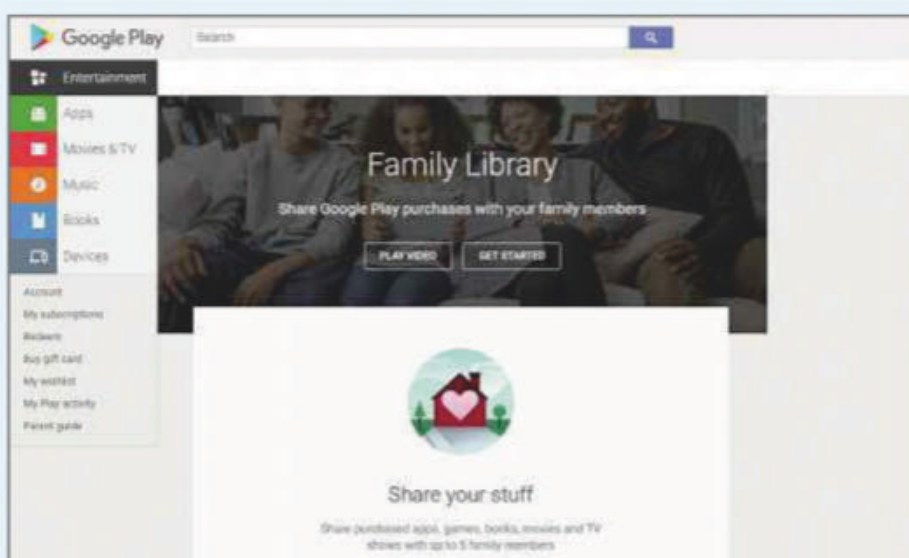 Google Play
Search
Entertainment
Apps
Movies & TV
Music
Books
Devices
Account
My subscriptions
Redeem
Buy gift card
My wishlist
My Play activity
Parent guide
Family Library
Share Google Play purchases with your family members
PLAY VIDEO
GET STARTED
Share your stuff
Share purchased apps, games, books, movies and TV
shows with up to 5 family members